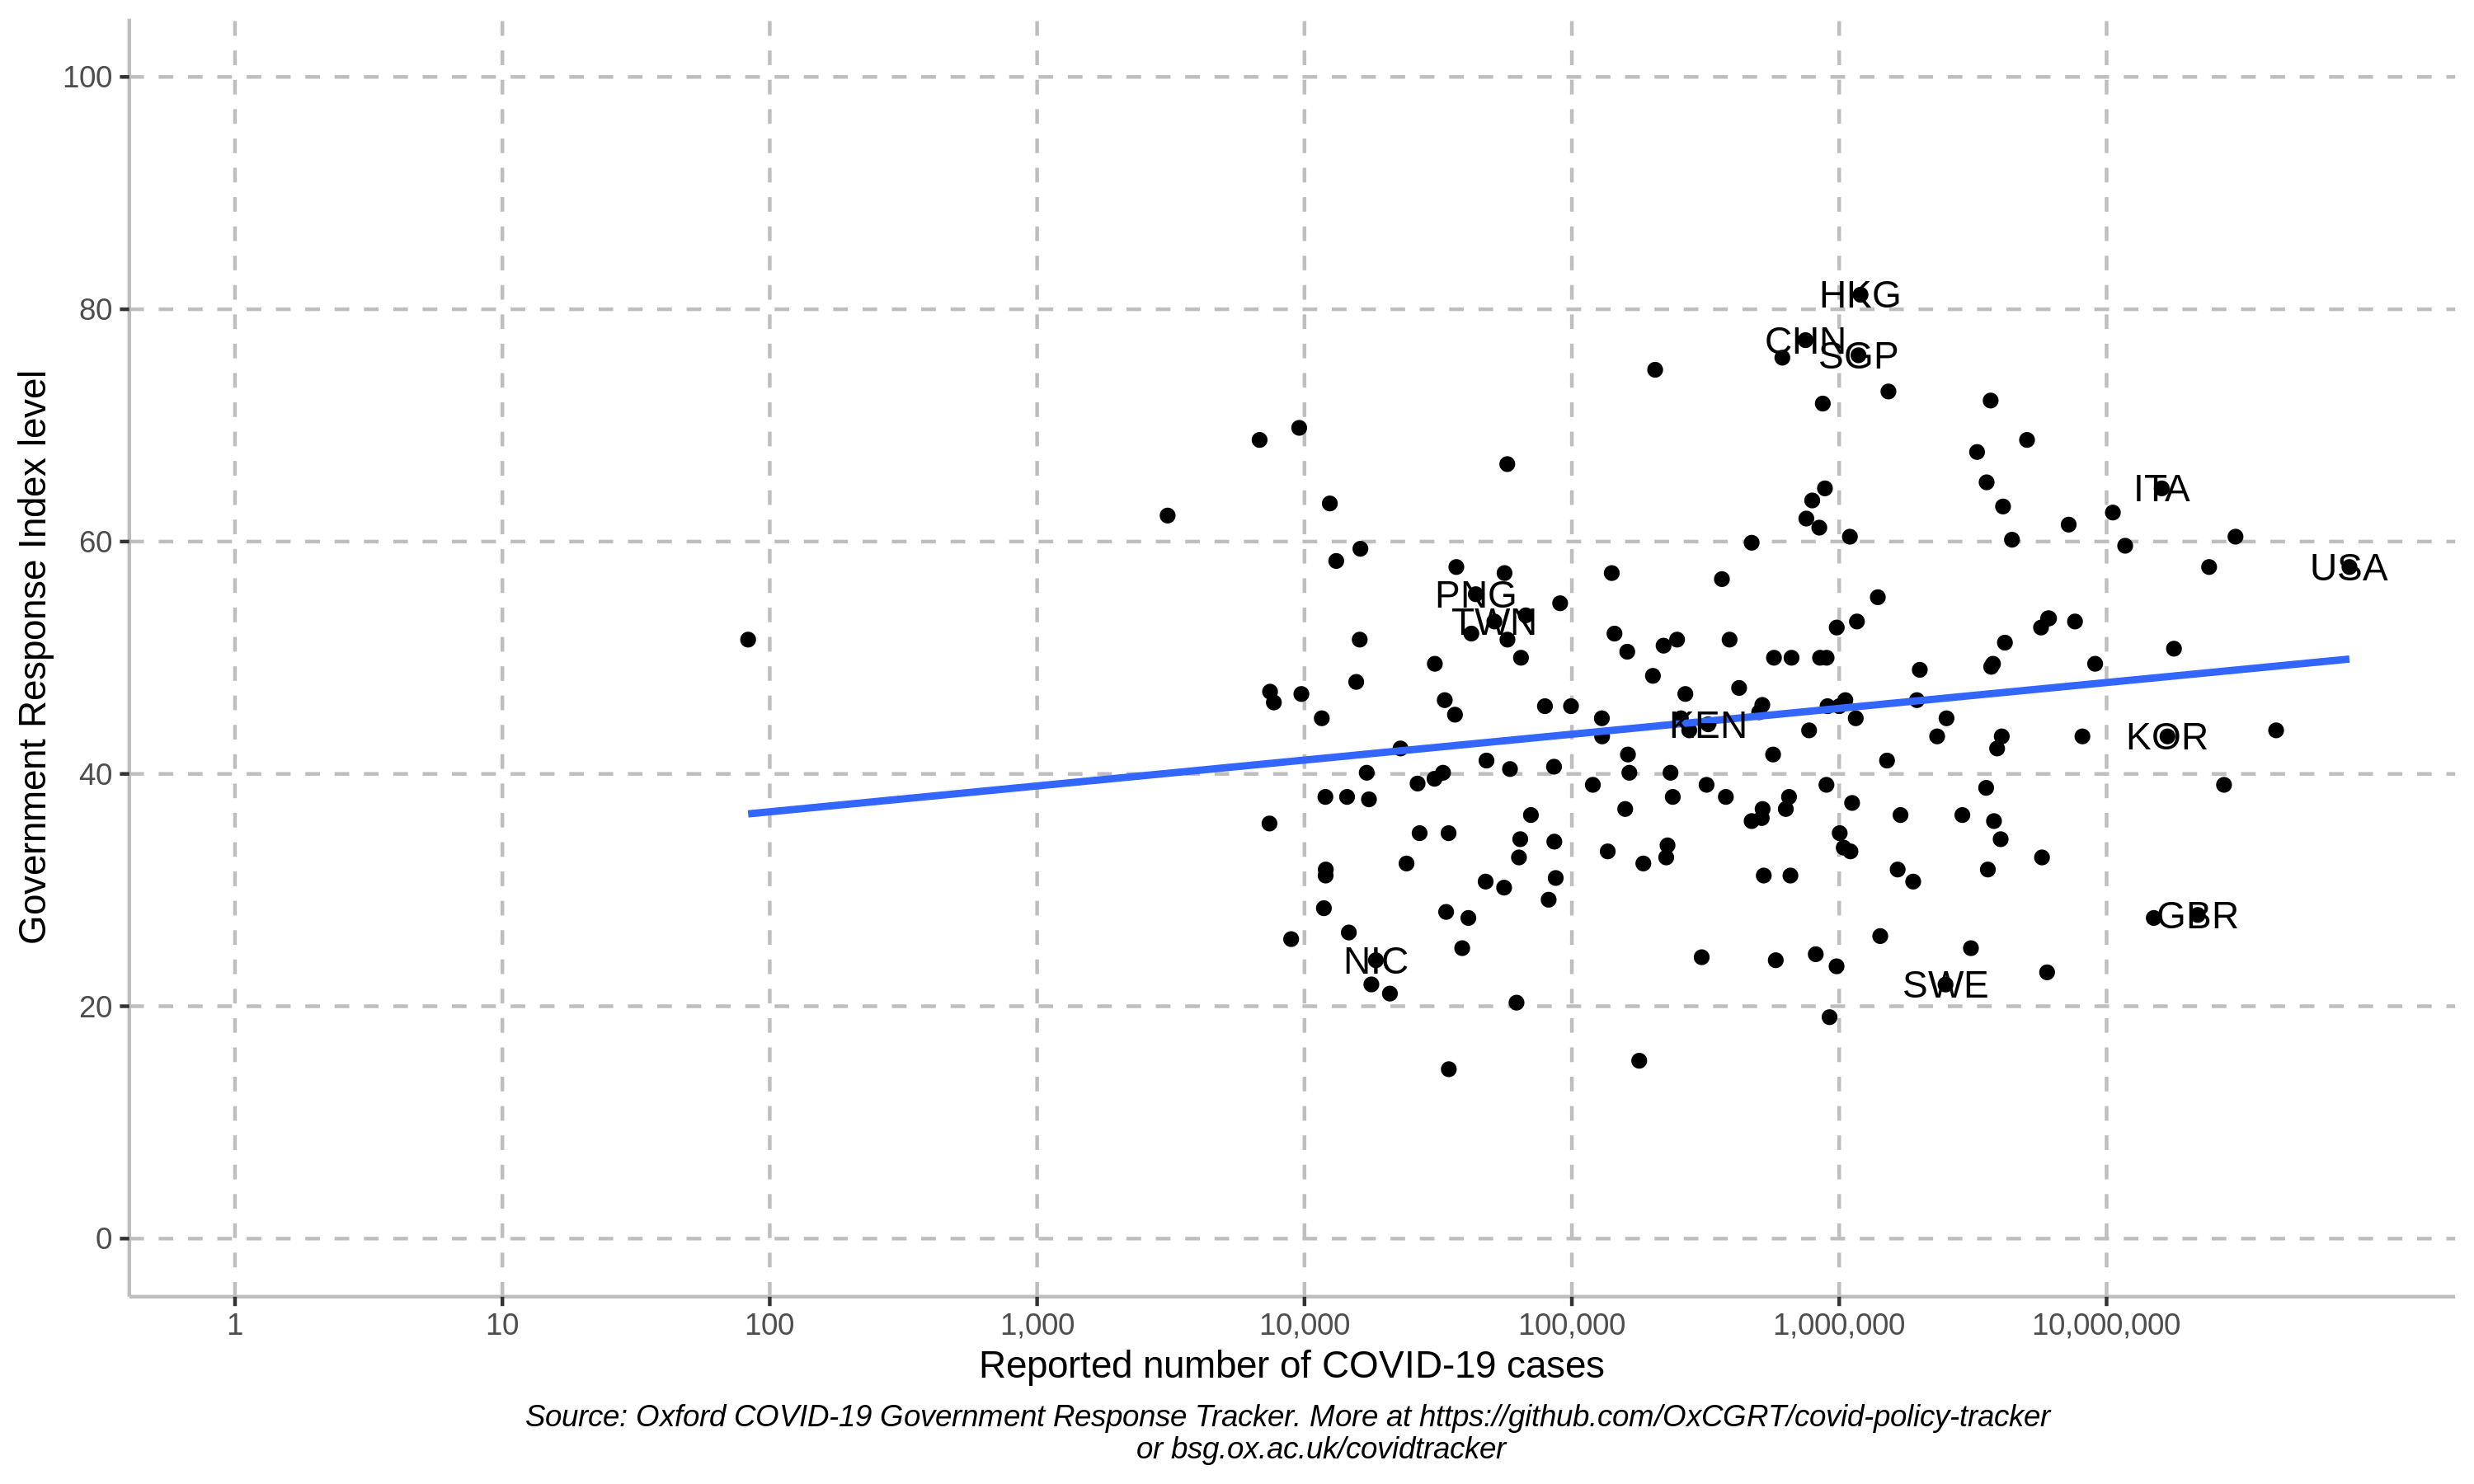 Government Response Index level
100
80
60
40
20
0
HKG
CHN
SGP
ITA
USA
PNG
TWN
KEN
KOR
GBR
NIC
SWE
1
10
100
1,000
10,000
100,000
1,000,000
10,000,000
Reported number of COVID-19 cases
Source: Oxford COVID-19 Government Response Tracker. More at https://github.com/OxCGRT/covid-policy-tracker
or bsg.ox.ac.uk/covidtracker